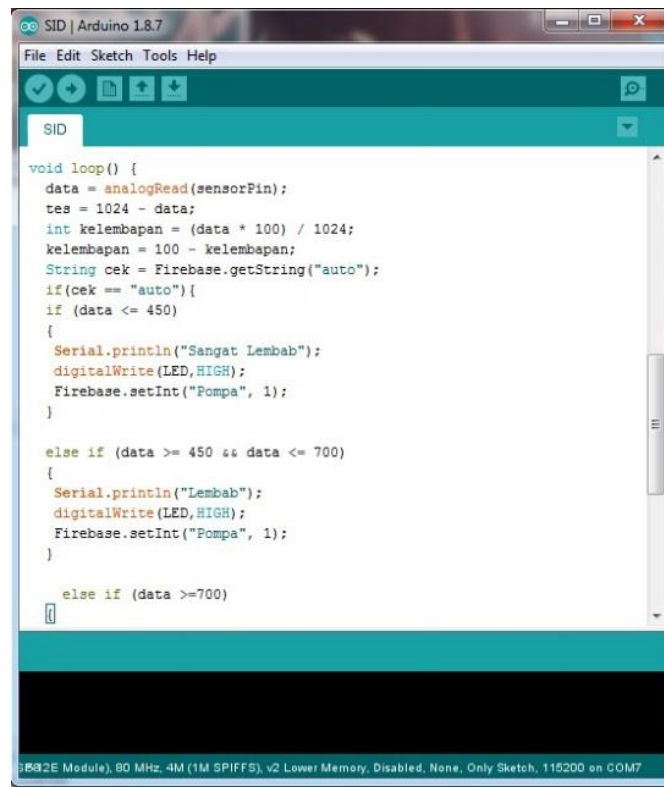 SID | Arduino 1.8.7
File Edit Sketch Tools Help
SID
void loop() {
data = analogRead(sensorPin);
tes = 1024 - data;
int kelembapan = (data * 100) / 1024;
kelembapan = 100 - kelembapan;
String cek = Firebase.getString("auto");
if(cek == "auto"){
if (data <= 450)
{
Serial.println("Sangat Lembab");
digitalWrite(LED,HIGH);
Firebase.setInt("Pompa", 1);
}
else if (data >= 450 && data <= 700)
{
Serial.println("Lembab");
digitalWrite(LED,HIGH);
Firebase.setInt("Pompa", 1);
}
else if (data >=700)
{
Module), 80 MHz, 4M (1M SPIFFS), v2 Lower Memory, Disabled, None, Only Sketch, 115200 on COM7